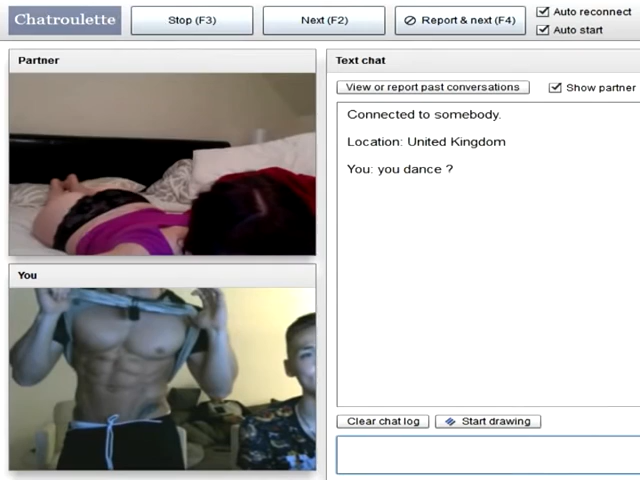 Chatroulette
Stop (F3)
Next (F2)
Report & next (F4)
Auto reconnect
Auto start
Partner
Text chat
View or report past conversations
Show partner
Connected to somebody.
Location: United Kingdom
You: you dance ?
You
Clear chat log
Start drawing